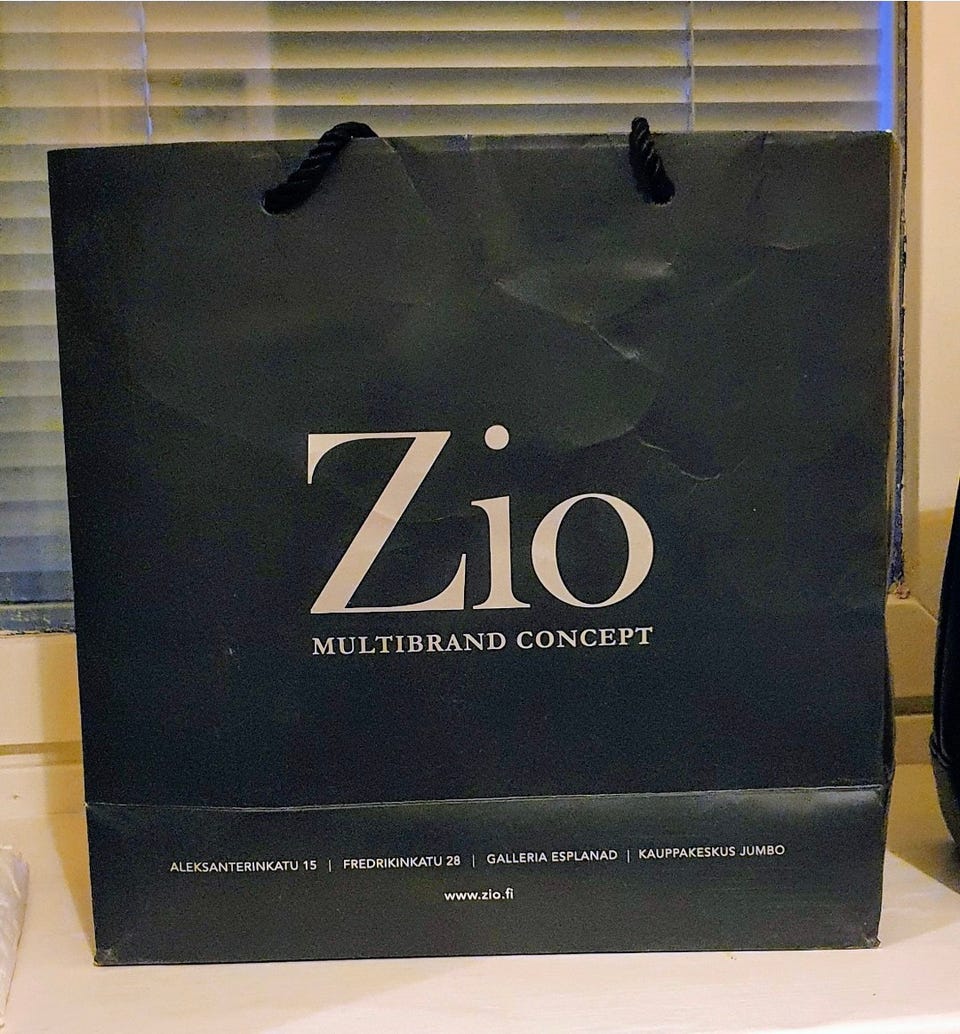 Zio
MULTIBRAND CONCEPT
ALEKSANTERINKATU 15 | FREDRIKINKATU 28 | GALLERIA ESPLANAD | KAUPPAKESKUS JUMBO
www.zio.fi